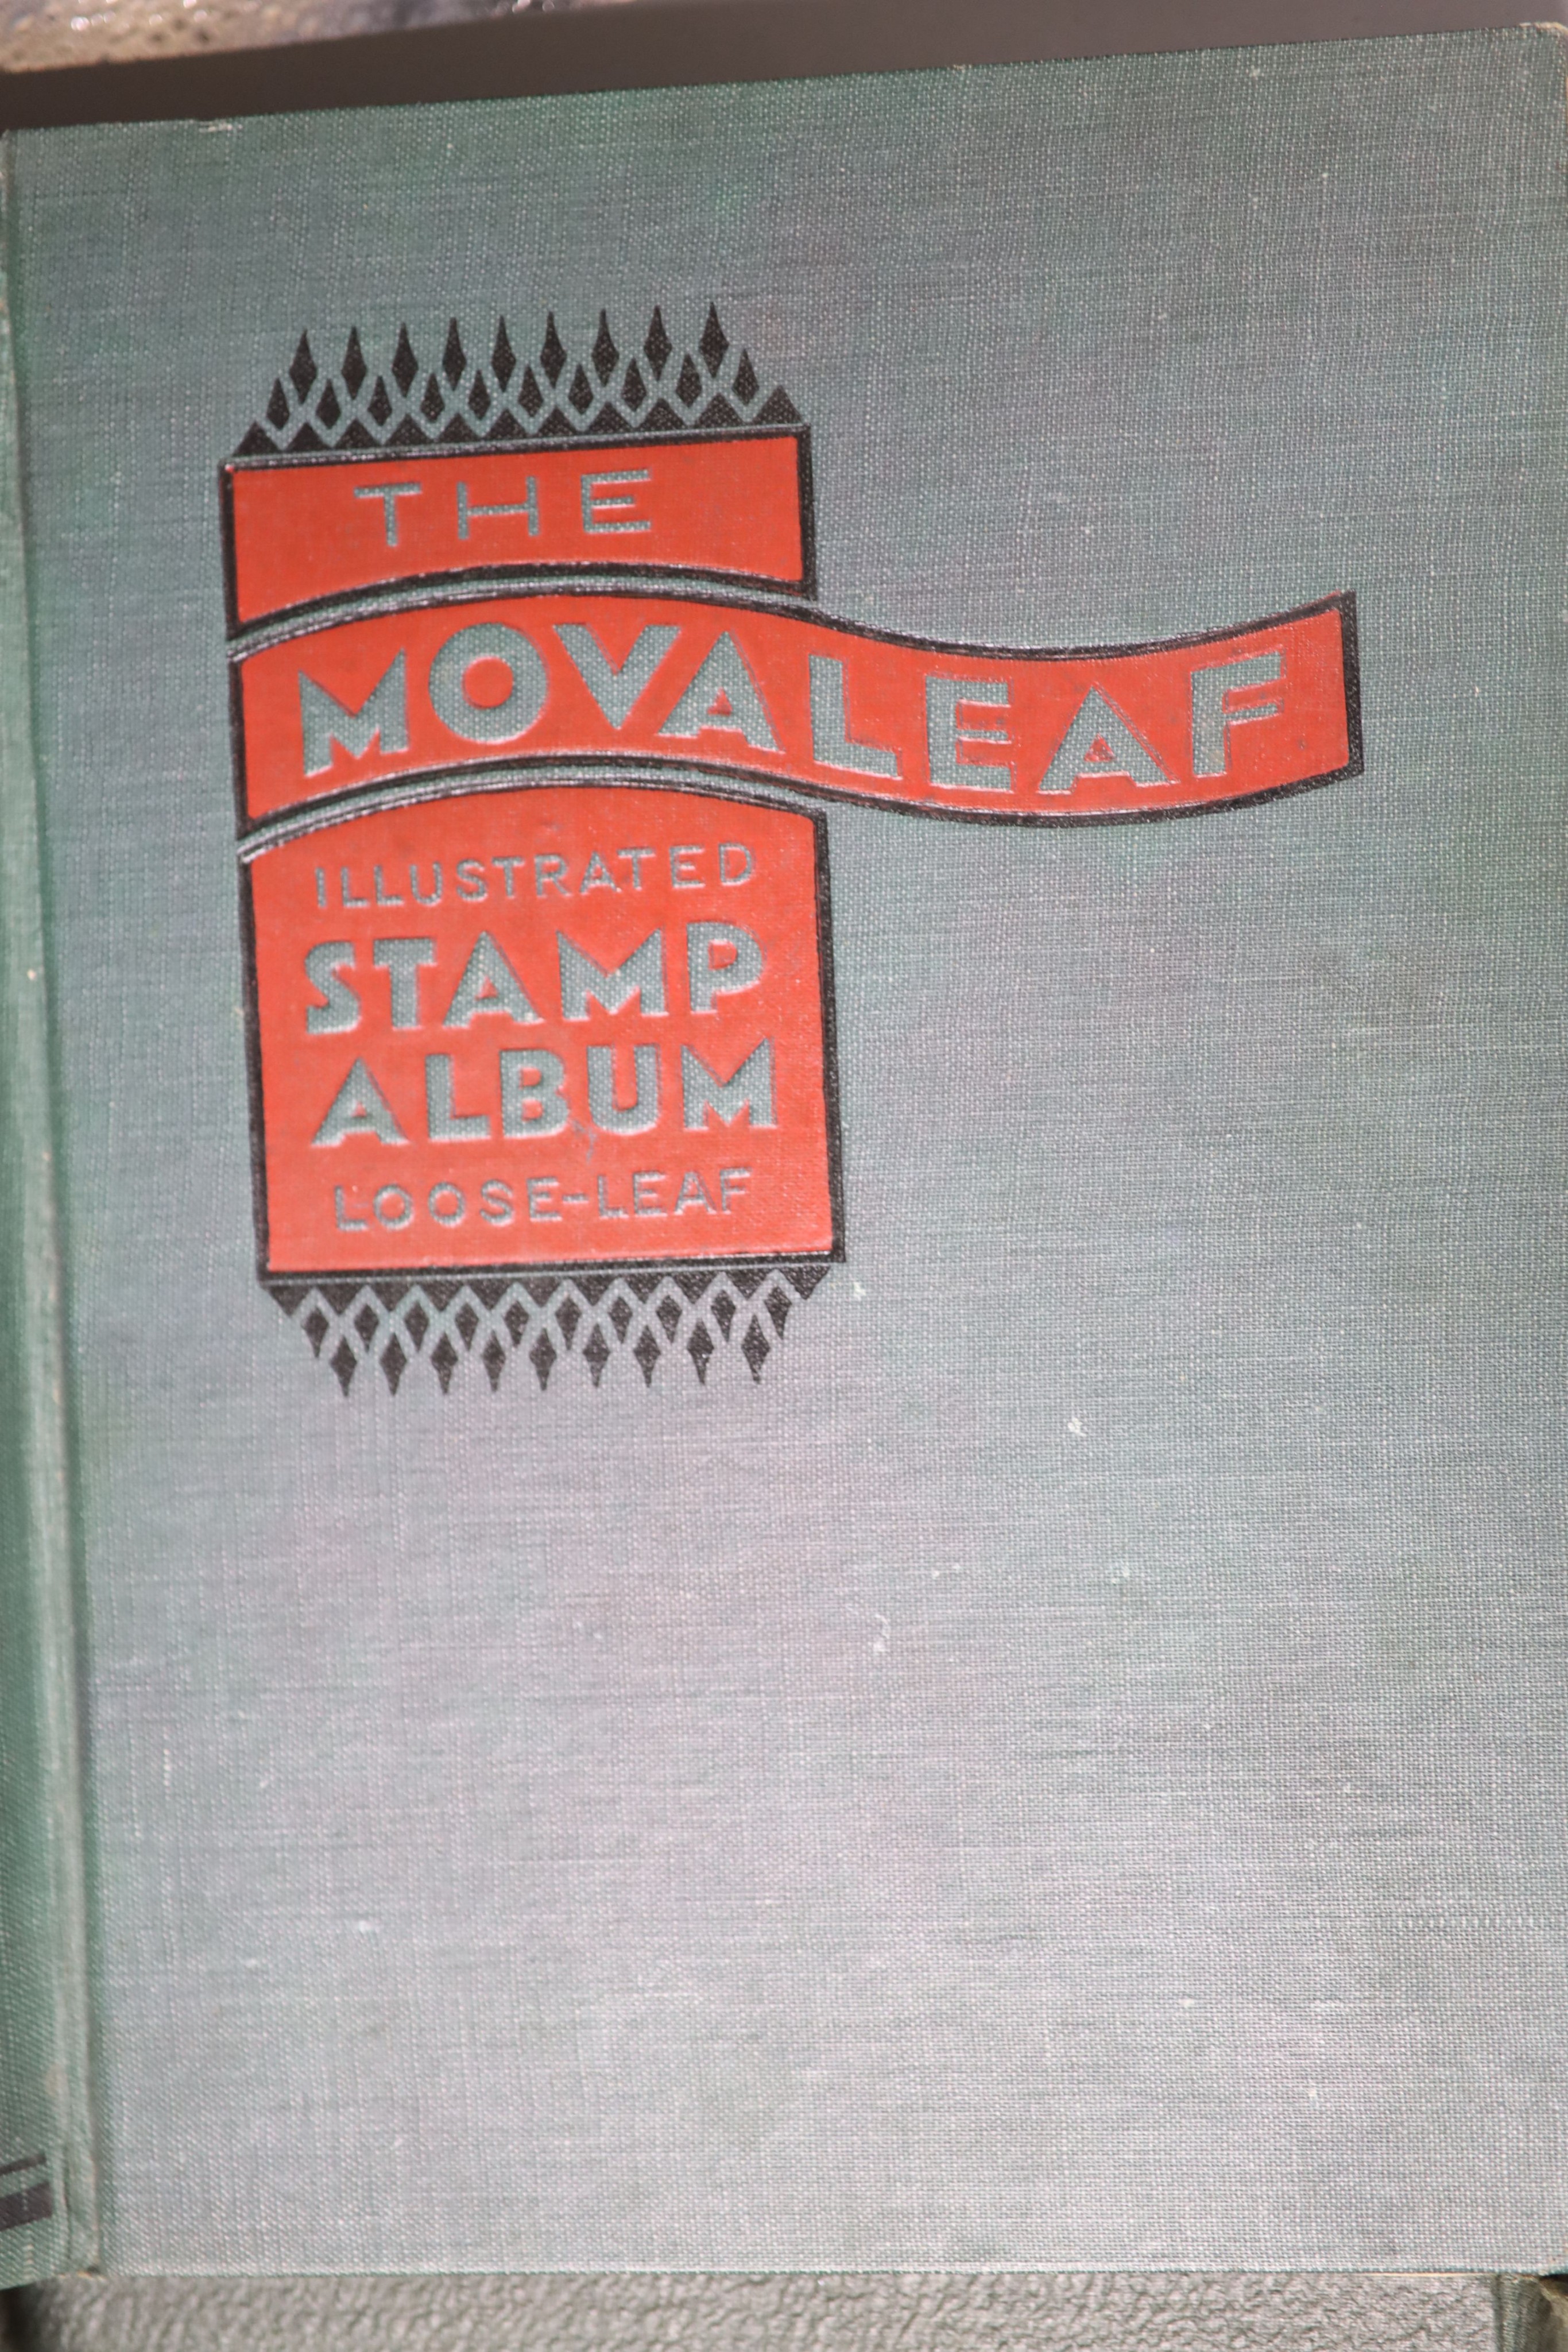 THE
MOVALEAF
ILLUSTRATED
STAMP
ALBUM
LOOSE-LEAF